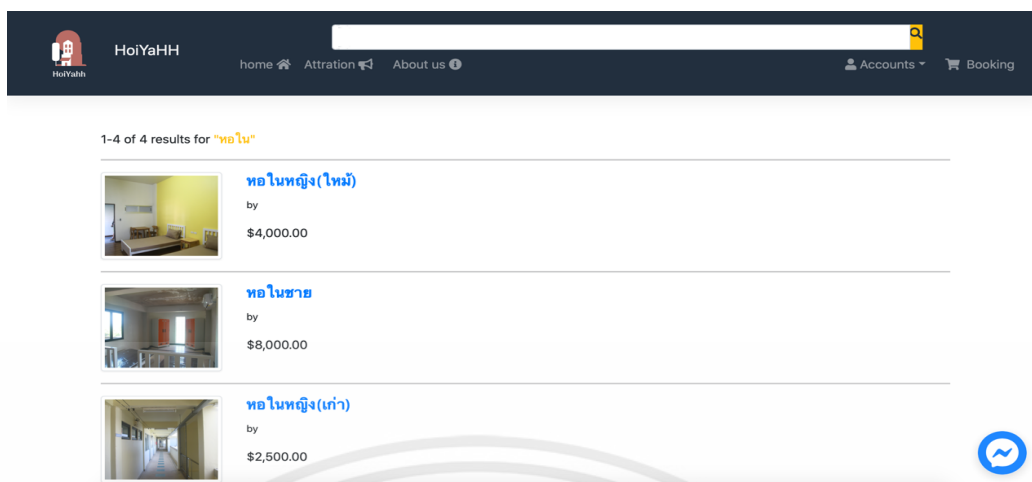 HoiYaHH
HoiYahh
home Attration About us Accounts Booking
1-4 of 4 results for "หอใน"
หอในหญิง(ใหม้)
by
$4,000.00
หอในชาย
by
$8,000.00
หอในหญิง(เก่า)
by
$2,500.00